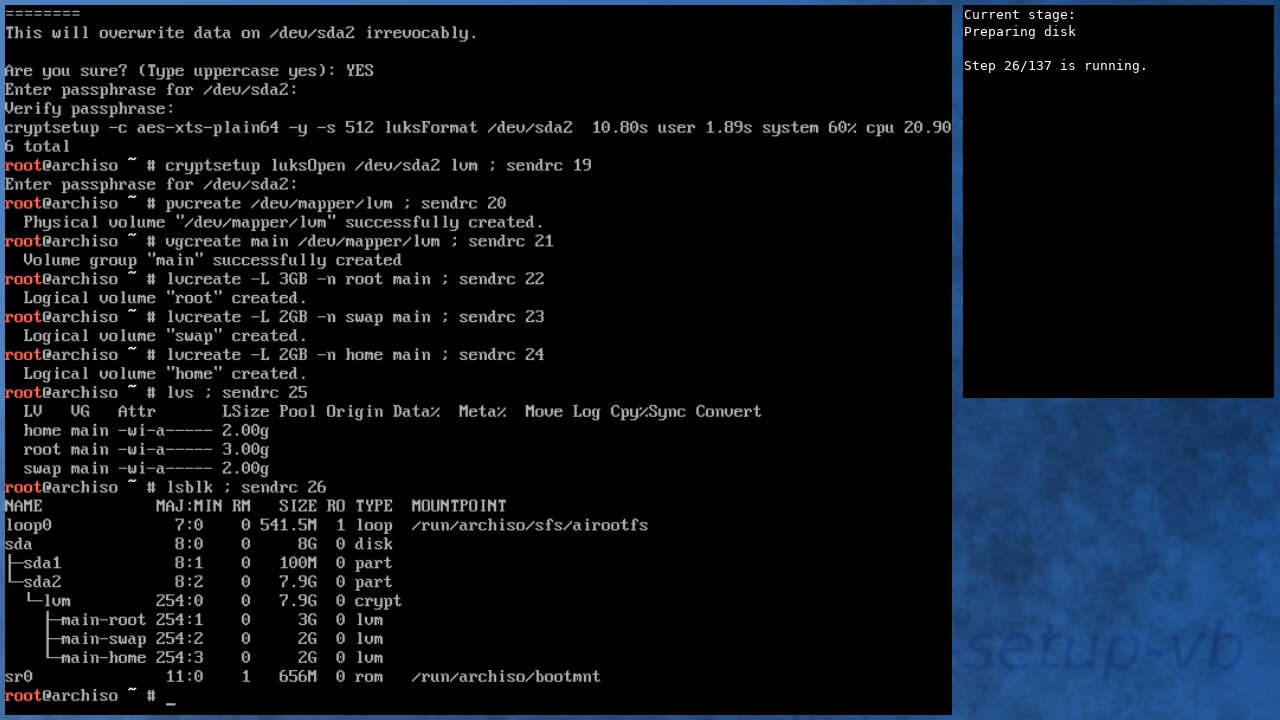 ========
This will overwrite data on /dev/sda2 irrevocably.
Are you sure? (Type uppercase yes): YES
Enter passphrase for /dev/sda2:
Verify passphrase:
cryptsetup -c aes-xts-plain64 -y -s 512 luksFormat /dev/sda2  10.80s user 1.89s system 60% cpu 20.90
6 total
root@archiso ~ # cryptsetup luksOpen /dev/sda2 lvm ; sendrc 19
Enter passphrase for /dev/sda2:
root@archiso ~ # pvcreate /dev/mapper/lvm ; sendrc 20
  Physical volume "/dev/mapper/lvm" successfully created.
root@archiso ~ # vgcreate main /dev/mapper/lvm ; sendrc 21
  Volume group "main" successfully created
root@archiso ~ # lvcreate -L 3GB -n root main ; sendrc 22
  Logical volume "root" created.
root@archiso ~ # lvcreate -L 2GB -n swap main ; sendrc 23
  Logical volume "swap" created.
root@archiso ~ # lvcreate -L 2GB -n home main ; sendrc 24
  Logical volume "home" created.
root@archiso ~ # lvs ; sendrc 25
  LV   VG   Attr       LSize Pool Origin Data%  Meta%  Move Log Cpy%Sync Convert
  home main -wi-a----- 2.00g
  root main -wi-a----- 3.00g
  swap main -wi-a----- 2.00g
root@archiso ~ # lsblk ; sendrc 26
NAME            MAJ:MIN RM   SIZE RO TYPE  MOUNTPOINT
loop0             7:0    0 541.5M  1 loop  /run/archiso/sfs/airootfs
sda               8:0    0     8G  0 disk
├─sda1            8:1    0   100M  0 part
└─sda2            8:2    0   7.9G  0 part
  └─lvm         254:0    0   7.9G  0 crypt
    ├─main-root 254:1    0     3G  0 lvm
    ├─main-swap 254:2    0     2G  0 lvm
    └─main-home 254:3    0     2G  0 lvm
sr0              11:0    1   656M  0 rom   /run/archiso/bootmnt
root@archiso ~ # _
Current stage:
Preparing disk
Step 26/137 is running.
-setup-vb